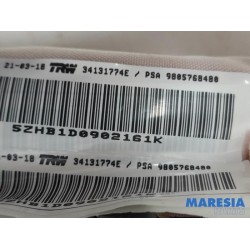 21-03-18 TRW 34131774E / PSA 9805768480
5ZHB1D0902161K
03-18 TRW 34131774E / PSA 9805768480
MARESIA